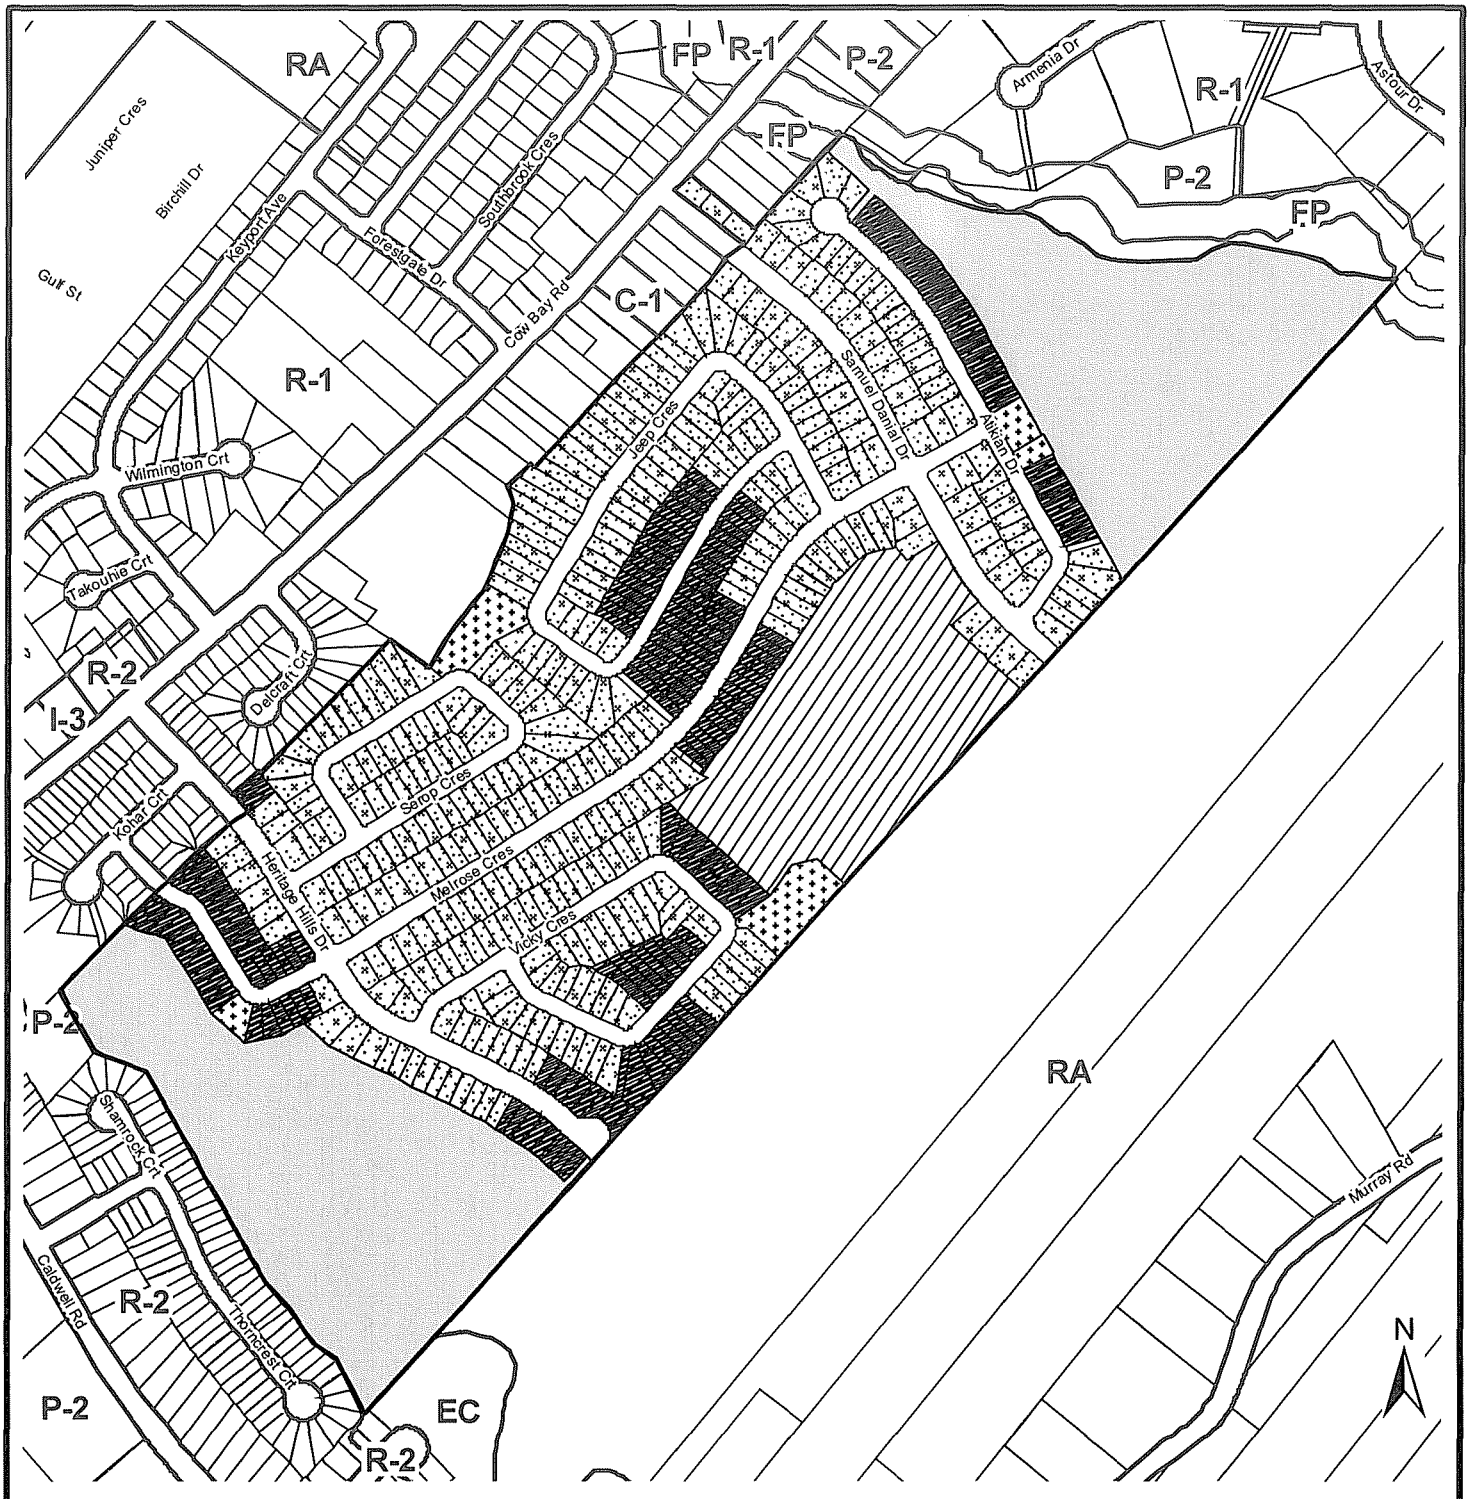 RA
FP
R-1
P-2
Armenia Dr
R-1
Astour Dr
Juniper Cres
Birchill Dr
Southbrook Cres
FP
P-2
FP
Keyport Ave
Forestgale Dr
Gulf St
Cow Bay Rd
C-1
R-1
Samuel Danial Dr
Jeep Cres
Atikian Dr
Wilmington Crt
Takouhie Crt
R-2
Delcraft Crt
I-3
Serop Cres
Kohar Crt
Heritage Hills Dr
Melrose Cres
Vicky Cres
P-2
RA
Shamrock Crt
Murray Rd
Caldwell Rd
R-2
Thorncrest Crt
N
P-2
EC
R-2